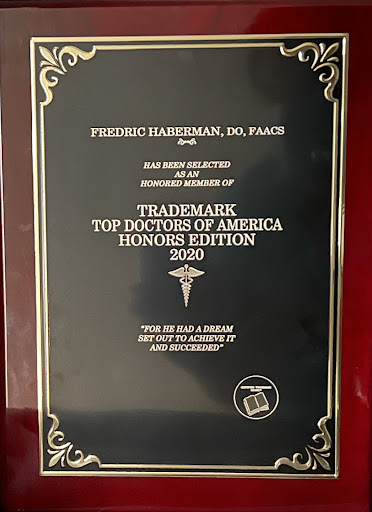 FREDRIC HABERMAN, DO, FAACS
HAS BEEN SELECTED
AS AN
HONORED MEMBER OF
TRADEMARK
TOP DOCTORS OF AMERICA
HONORS EDITION
2020
"FOR HE HAD A DREAM
SET OUT TO ACHIEVE IT
AND SUCCEEDED"